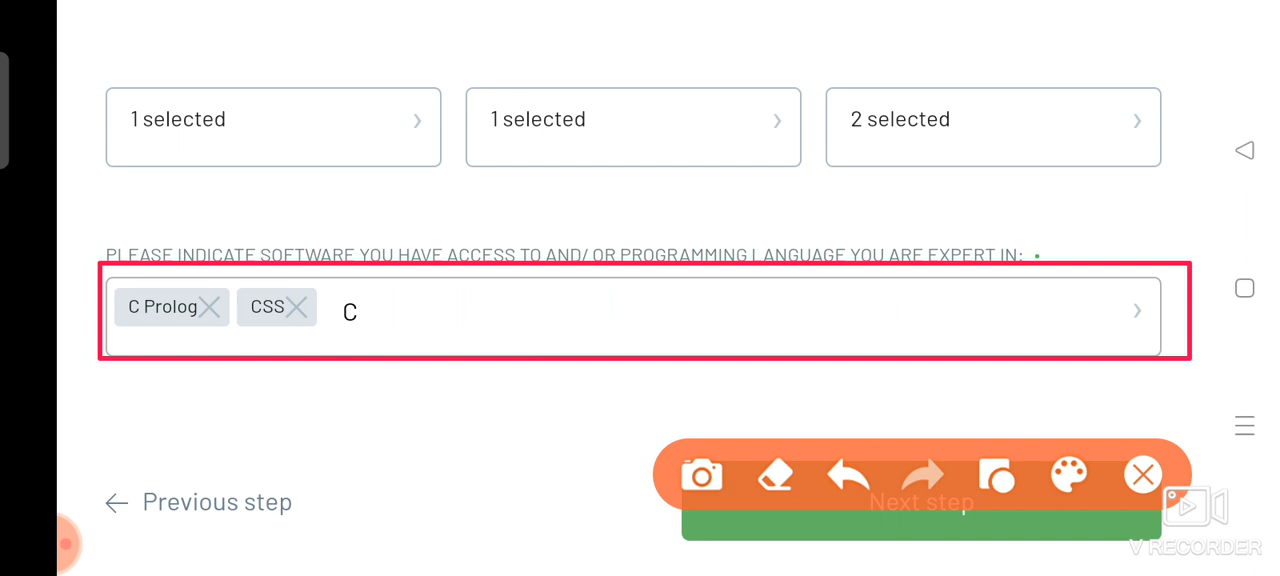 1 selected
1 selected
2 selected
PLEASE INDICATE SOFTWARE YOU HAVE ACCESS TO AND/ OR PROGRAMMING LANGUAGE YOU ARE EXPERT IN:
C Prolog CSS C
Previous step
Next step
V RECORDER